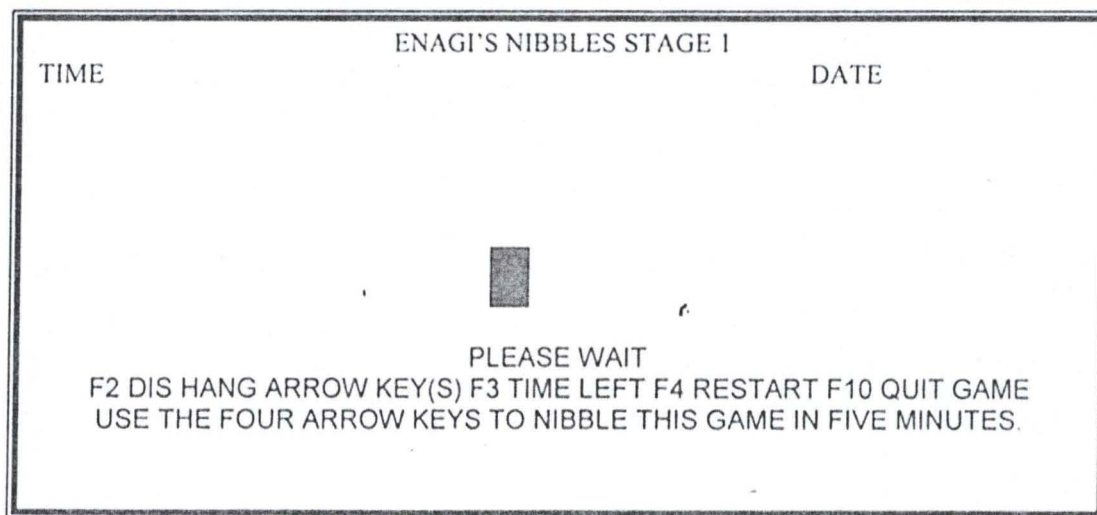 ENAGI'S NIBBLES STAGE 1
TIME DATE
PLEASE WAIT
F2 DIS HANG ARROW KEY(S) F3 TIME LEFT F4 RESTART F10 QUIT GAME
USE THE FOUR ARROW KEYS TO NIBBLE THIS GAME IN FIVE MINUTES.